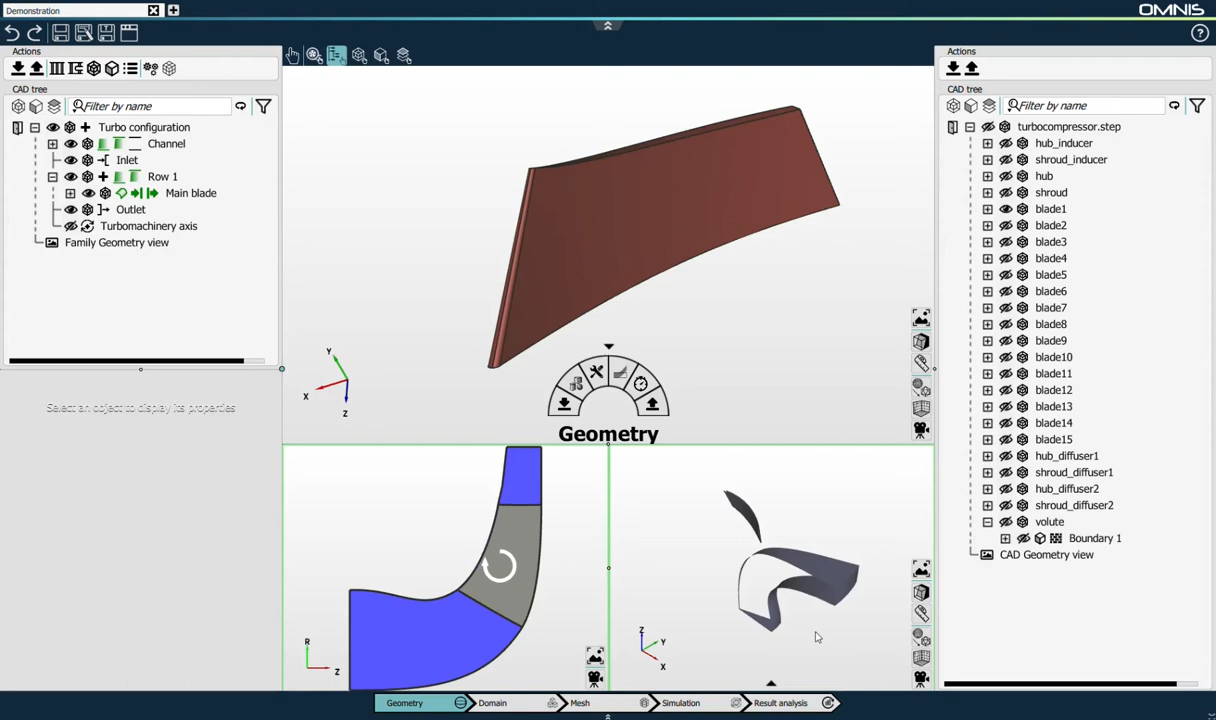 Demonstration
OMNIS
Actions
CAD tree
Filter by name
Turbo configuration
Channel
Inlet
Row 1
Main blade
Outlet
Turbomachinery axis
Family Geometry view
Select an object to display its properties
Y
X
Z
Geometry
R
Z
Z
Y
X
Actions
CAD tree
Filter by name
turbocompressor.step
hub_inducer
shroud_inducer
hub
shroud
blade1
blade2
blade3
blade4
blade5
blade6
blade7
blade8
blade9
blade10
blade11
blade12
blade13
blade14
blade15
hub_diffuser1
shroud_diffuser1
hub_diffuser2
shroud_diffuser2
volute
Boundary 1
CAD Geometry view
Geometry
Domain
Mesh
Simulation
Result analysis